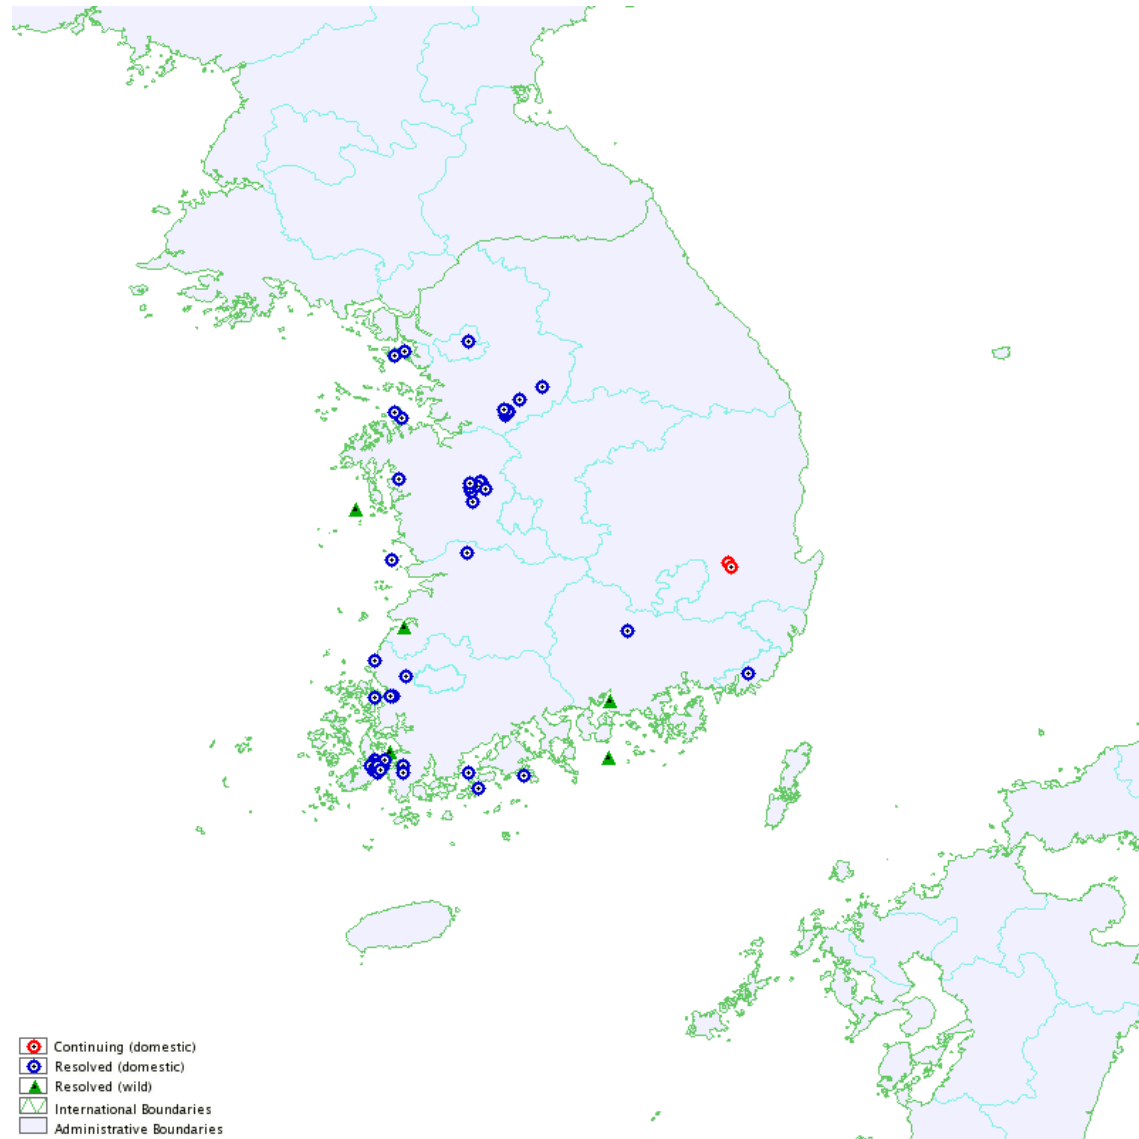 Continuing (domestic)
Resolved (domestic)
Resolved (wild)
International Boundaries
Administrative Boundaries